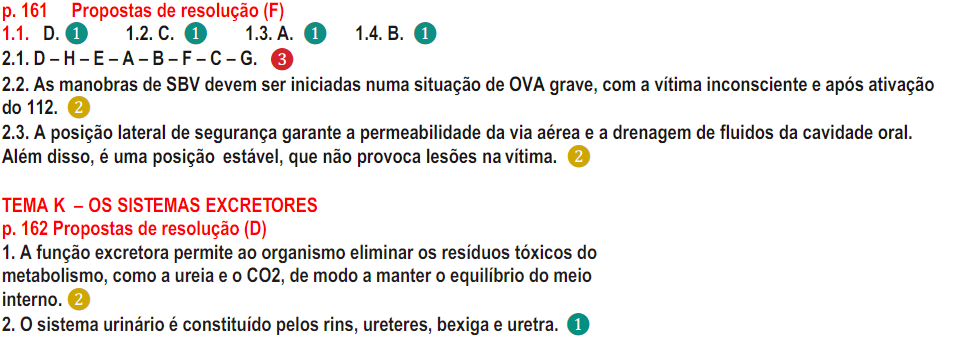 p. 161 Propostas de resolução (F)
1.1. D. 1 1.2. C. 1 1.3. A. 1 1.4. B. 1
2.1. D – H – E – A – B – F – C – G. 3
2.2. As manobras de SBV devem ser iniciadas numa situação de OVA grave, com a vítima inconsciente e após ativação
do 112. 2
2.3. A posição lateral de segurança garante a permeabilidade da via aérea e a drenagem de fluidos da cavidade oral.
Além disso, é uma posição estável, que não provoca lesões na vítima. 2
TEMA K – OS SISTEMAS EXCRETORES
p. 162 Propostas de resolução (D)
1. A função excretora permite ao organismo eliminar os resíduos tóxicos do
metabolismo, como a ureia e o CO2, de modo a manter o equilíbrio do meio
interno. 2
2. O sistema urinário é constituído pelos rins, ureteres, bexiga e uretra. 1